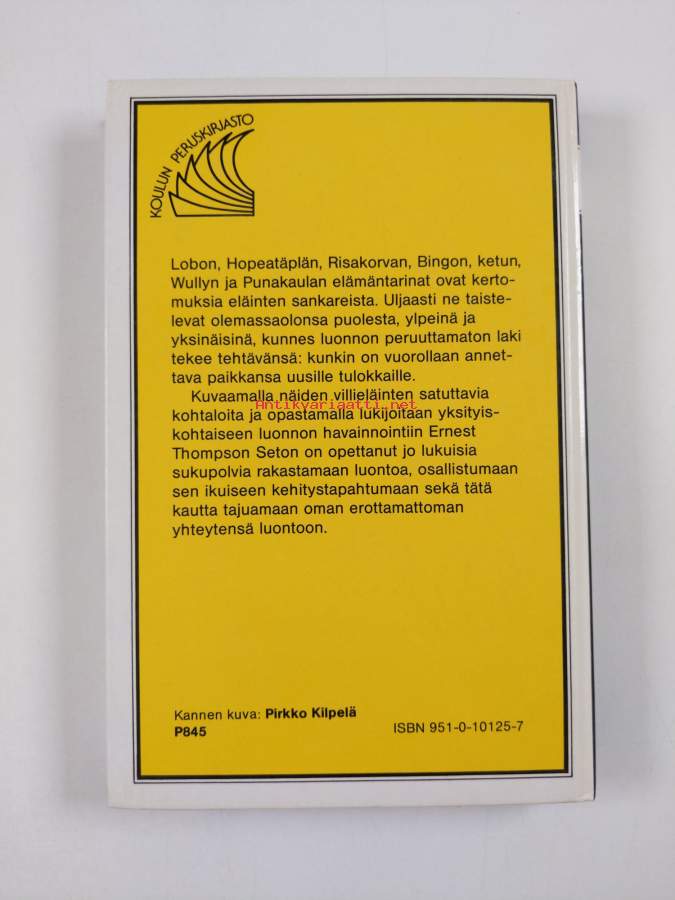 KOULUN PERUSKIRJASTO
Lobon, Hopeatäplän, Risakorvan, Bingon, ketun,
Wullyn ja Punakaulan elämäntarinat ovat kerto-
muksia eläinten sankareista. Uljaasti ne taiste-
levat olemassaolonsa puolesta, ylpeinä ja
yksinäisinä, kunnes luonnon peruuttamaton laki
tekee tehtävänsä: kunkin on vuorollaan annet-
tava paikkansa uusille tulokkaille.
Kuvaamalla näiden villieläinten satuttavia
kohtaloita ja opastamalla lukijoitaan yksityis-
kohtaiseen luonnon havainnointiin Ernest
Thompson Seton on opettanut jo lukuisia
sukupolvia rakastamaan luontoa, osallistumaan
sen ikuiseen kehitystapahtumaan sekä tätä
kautta tajuamaan oman erottamattoman
yhteytensä luontoon.
Antikvariaatti.net
Kannen kuva: Pirkko Kilpelä
P845
ISBN 951-0-10125-7